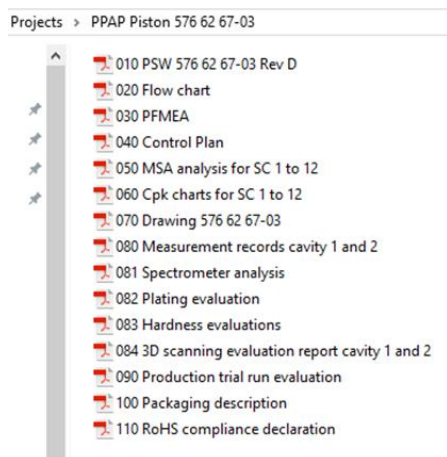 Projects > PPAP Piston 576 62 67-03
010 PSW 576 62 67-03 Rev D
020 Flow chart
030 PFMEA
040 Control Plan
050 MSA analysis for SC 1 to 12
060 Cpk charts for SC 1 to 12
070 Drawing 576 62 67-03
080 Measurement records cavity 1 and 2
081 Spectrometer analysis
082 Plating evaluation
083 Hardness evaluations
084 3D scanning evaluation report cavity 1 and 2
090 Production trial run evaluation
100 Packaging description
110 RoHS compliance declaration